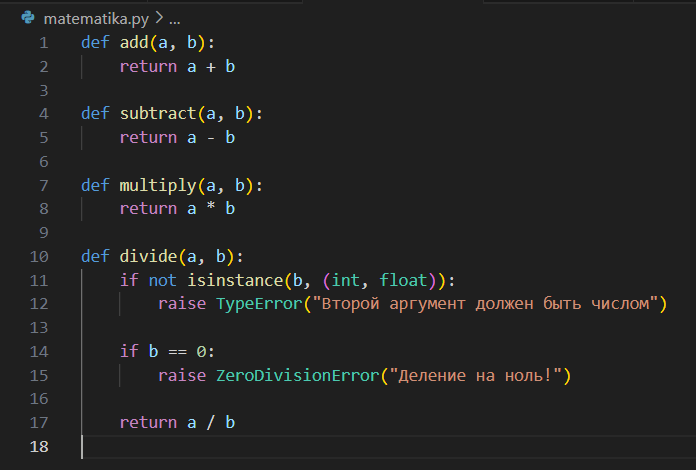 matematika.py > ...
1 def add(a, b):
2     return a + b
3
4 def subtract(a, b):
5     return a - b
6
7 def multiply(a, b):
8     return a * b
9
10 def divide(a, b):
11     if not isinstance(b, (int, float)):
12         raise TypeError("Второй аргумент должен быть числом")
13
14     if b == 0:
15         raise ZeroDivisionError("Деление на ноль!")
16
17     return a / b
18